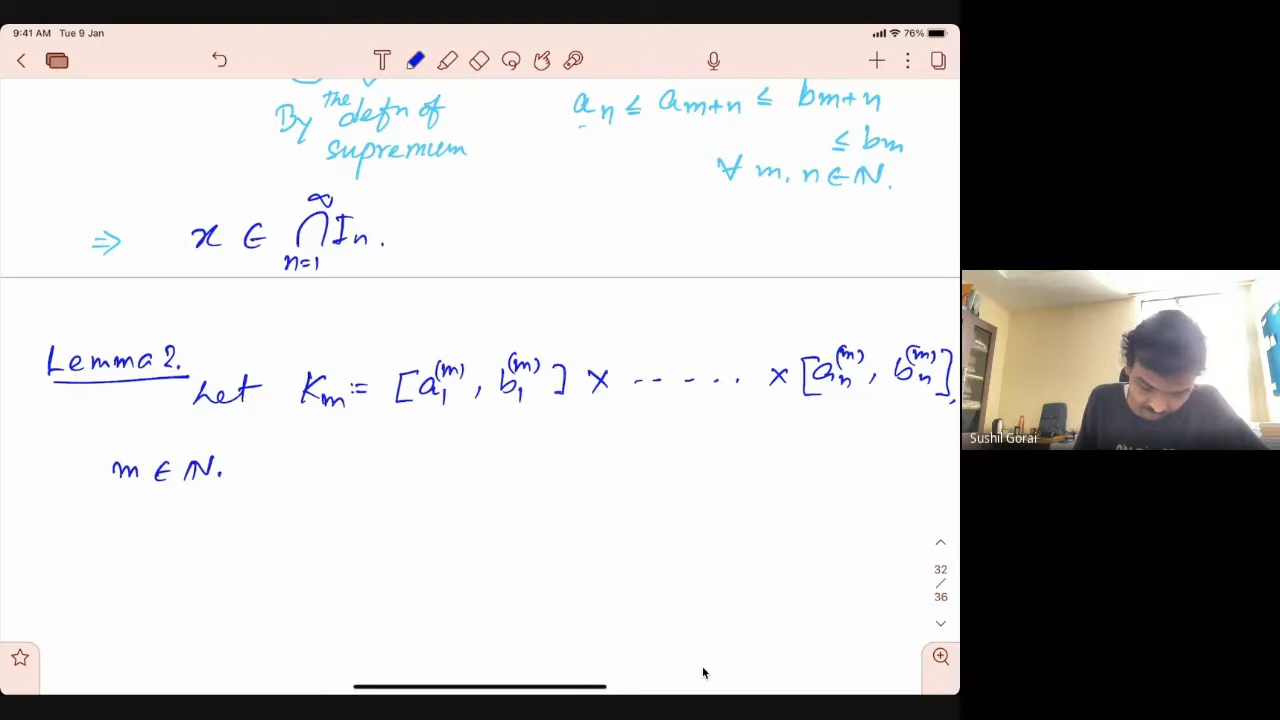 9:41 AM Tue 9 Jan
76%
By the defn of
supremum
a_n ≤ a_{m+n} ≤ b_{m+n}
≤ b_m
∀ m, n ∈ ℕ.
⇒ x ∈ ⋂_{n=1}^{∞} I_n.
Lemma 2.
Let K_m := [a_1^{(m)}, b_1^{(m)}] × ------ × [a_n^{(m)}, b_n^{(m)}],
m ∈ ℕ.
Sushil Gorai
32
/
36